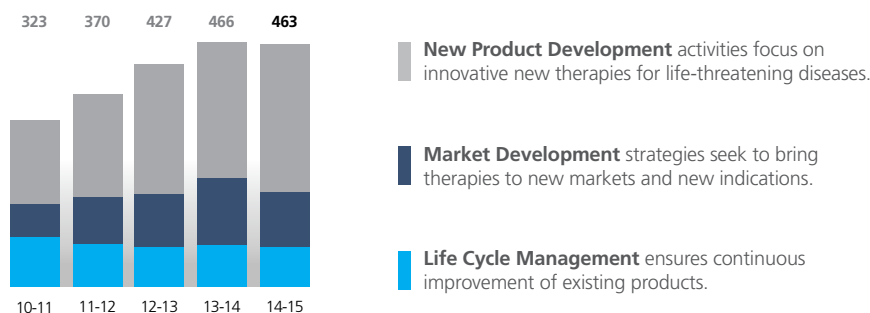 323 370 427 466 463
New Product Development activities focus on
innovative new therapies for life-threatening diseases.
Market Development strategies seek to bring
therapies to new markets and new indications.
Life Cycle Management ensures continuous
improvement of existing products.
10-11 11-12 12-13 13-14 14-15